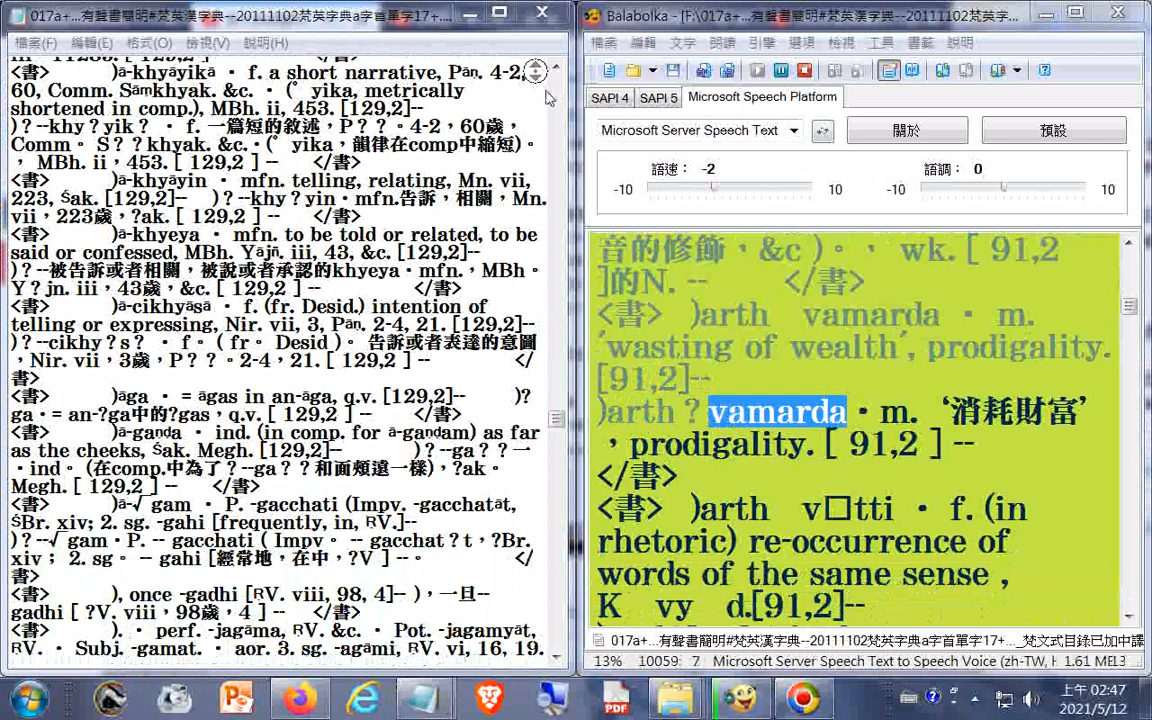 017a+...有聲書簡明#梵英漢字典--20111102梵英字典a字首單字17+...
檔案(F) 編輯(E) 格式(O) 檢視(V) 說明(H)
<書> )ā-khyāyikā · f. a short narrative, Pāṇ. 4-2,
60, Comm. Sāṃkhyak. &c. · (°yika, metrically
shortened in comp.), MBh. ii, 453. [129,2]--
)? --khy ? yik ? · f. 一篇短的敘述，P ? ? 。4-2，60歲，
Comm。S ? ? khyak. &c. · (°yika，韻律在comp中縮短)。
，MBh. ii，453. [ 129,2 ] -- </書>
<書> )ā-khyāyin · mfn. telling, relating, Mn. vii,
223, Śak. [129,2]-- )? --khy ? yin · mfn.告訴，相關，Mn.
vii，223歲，?ak. [ 129,2 ] -- </書>
<書> )ā-khyeya · mfn. to be told or related, to be
said or confessed, MBh. Yājñ. iii, 43, &c. [129,2]--
)? --被告訴或者相關，被說或者承認的khyeya · mfn.，MBh。
Y ? jn. iii，43歲，&c. [ 129,2 ] -- </書>
<書> )ā-cikhyāsā · f. (fr. Desid.) intention of
telling or expressing, Nir. vii, 3, Pāṇ. 2-4, 21. [129,2]--
)? --cikhy ? s ? · f。( fr。Desid )。告訴或者表達的意圖
，Nir. vii，3歲，P ? ? 。2-4，21. [ 129,2 ] -- </
書>
<書> )āga · = āgas in an-āga, q.v. [129,2]-- )?
ga · = an-?ga中的?gas，q.v. [ 129,2 ] -- </書>
<書> )ā-gaṇḍa · ind. (in comp. for ā-gaṇḍam) as far
as the cheeks, Śak. Megh. [129,2]-- )? --ga ? ? 一
· ind。(在comp.中為了 ? --ga ? ? 和面頰遠一樣)，?ak。
Megh. [ 129,2 ] -- </書>
<書> )ā-√ gam · P. -gacchati (Impv. -gacchatāt,
ŚBr. xiv; 2. sg. -gahi [frequently, in, ṚV.]--
)? --√ gam · P. -- gacchati ( Impv。-- gacchat ? t，?Br.
xiv； 2. sg。-- gahi [經常地，在中，?V ] --。 </
書>
<書> ), once -gadhi [ṚV. viii, 98, 4]-- )，一旦--
gadhi [ ?V. viii，98歲，4 ] -- </書>
<書> ). · perf. -jagāma, ṚV. &c. · Pot. -jagamyāt,
ṚV. · Subj. -gamat. · aor. 3. sg. -agāmi, ṚV. vi, 16, 19.
Balabolka - [F:\017a+...有聲書簡明#梵英漢字典--20111102梵英字...
檔案 編輯 文字 朗讀 引擎 選項 檢視 工具 書籤 說明
SAPI 4 SAPI 5 Microsoft Speech Platform
Microsoft Server Speech Text 關於 預設
語速： -2 語調： 0
-10 10 -10 10
音的修飾，&c )。， wk. [ 91,2
]的N. -- </書>
<書> )arth vamarda · m.
'wasting of wealth', prodigality.
[91,2]--
)arth ? vamarda · m. ‘消耗財富’
，prodigality. [ 91,2 ] --
</書>
<書> )arth v□tti · f. (in
rhetoric) re-occurrence of
words of the same sense ,
K vy d.[91,2]--
017a+...有聲書簡明#梵英漢字典--20111102梵英字典a字首單字17+..._梵文式目錄已加中譯
13% 10059: 7 Microsoft Server Speech Text to Speech Voice (zh-TW, H 1.61 MB
上午 02:47
2021/5/12